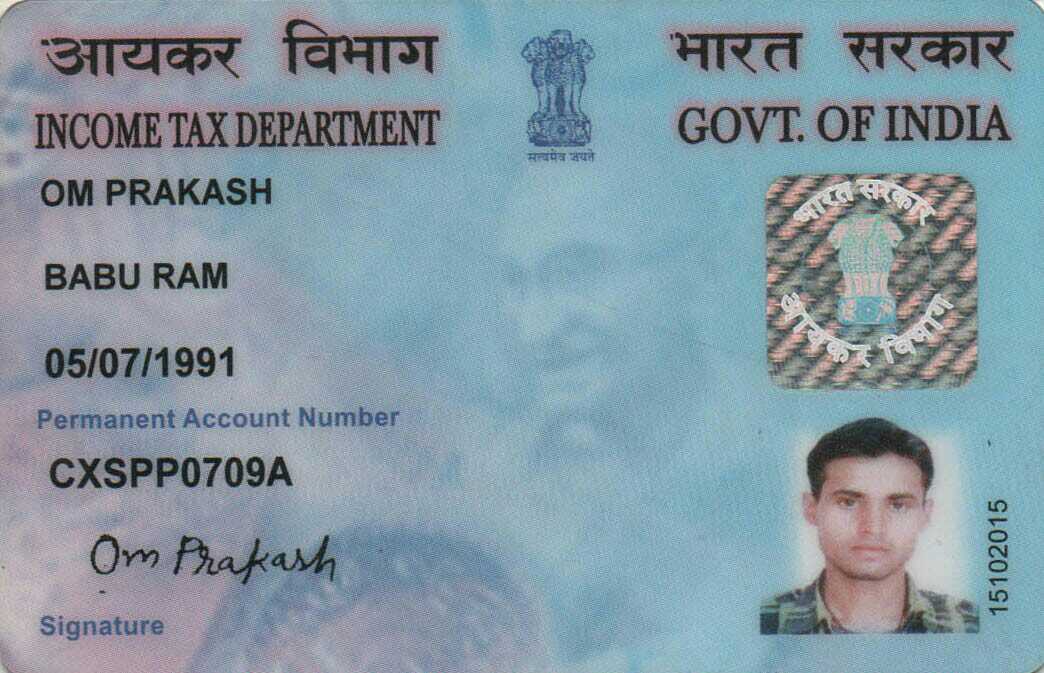 आयकर विभाग
INCOME TAX DEPARTMENT
सत्यमेव जयते
भारत सरकार
GOVT. OF INDIA
OM PRAKASH
BABU RAM
05/07/1991
Permanent Account Number
CXSPP0709A
Om Prakash
Signature
भारत सरकार
आयकर विभाग
15102015